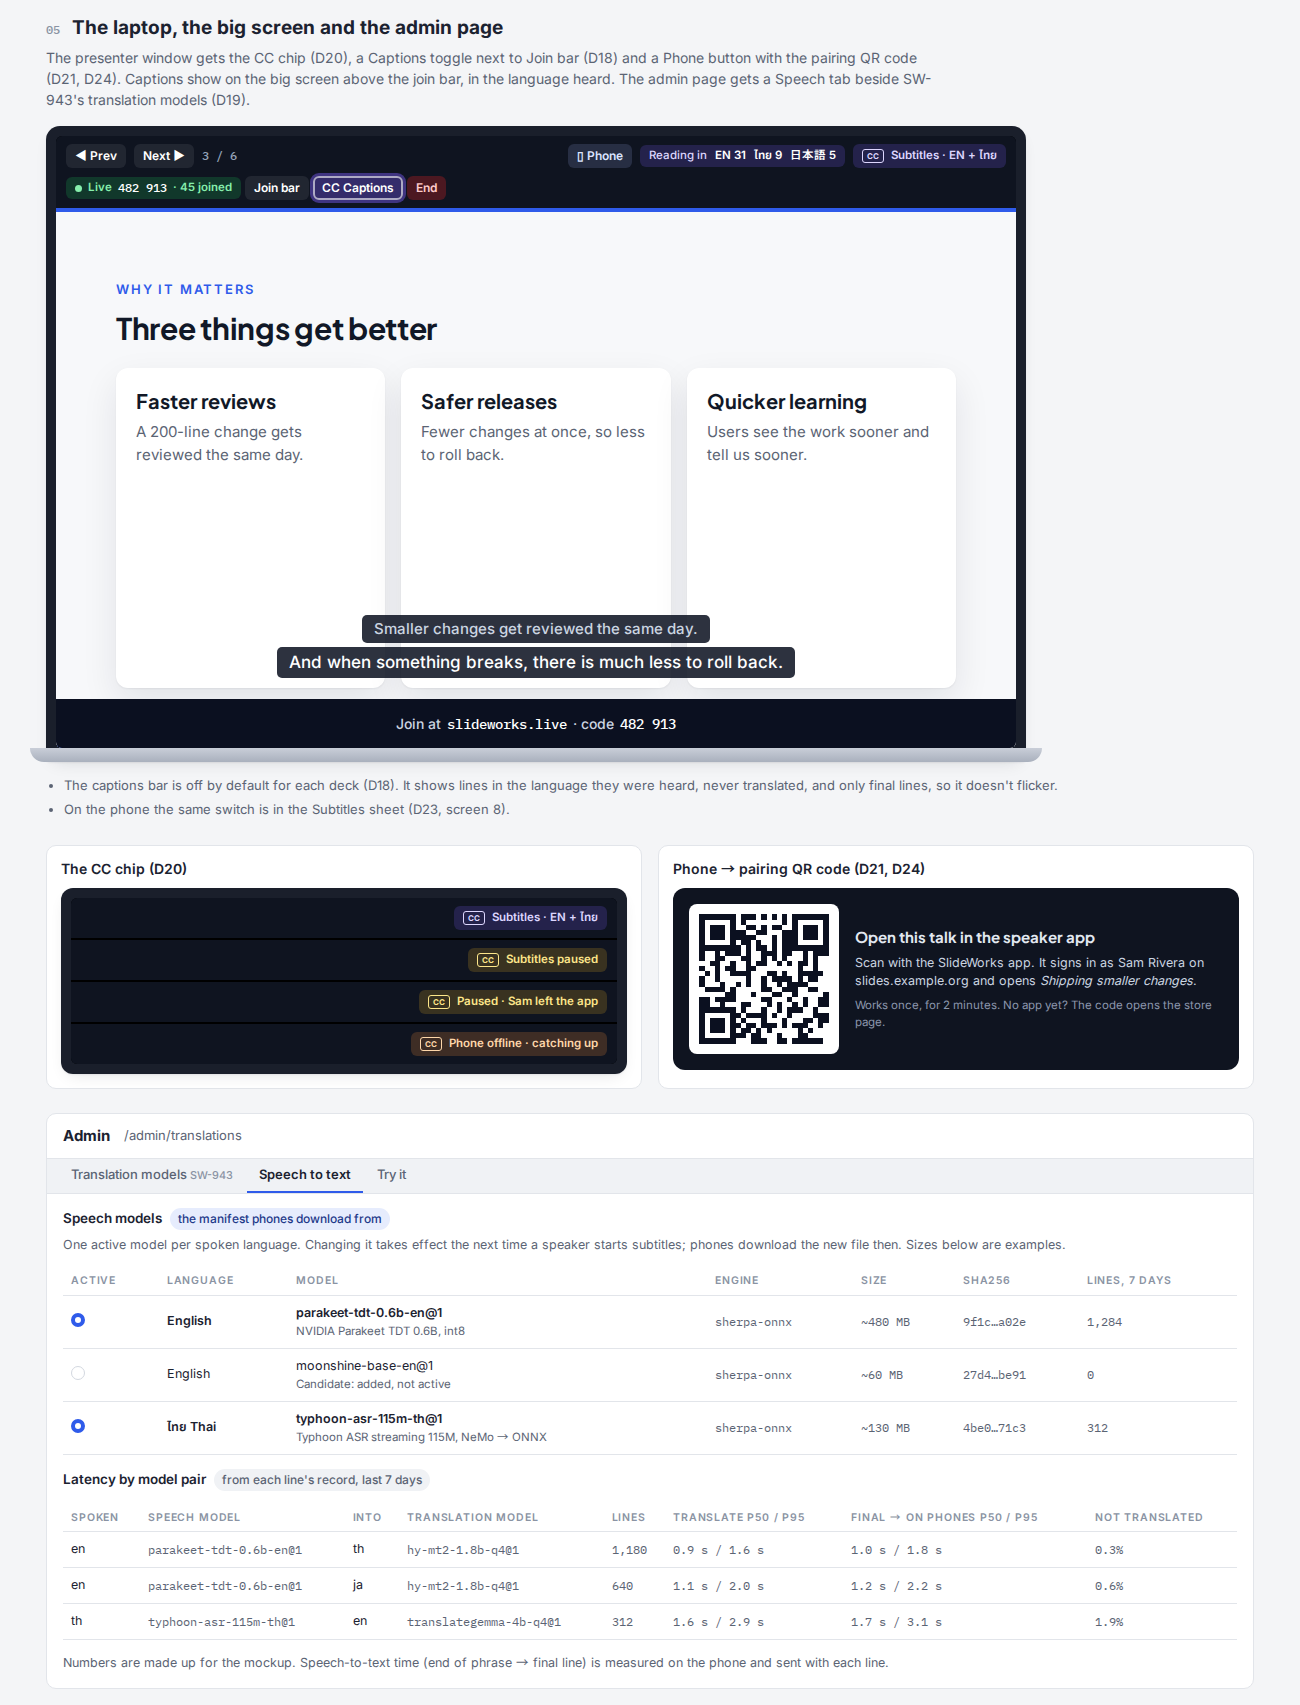 05 The laptop, the big screen and the admin page
The presenter window gets the CC chip (D20), a Captions toggle next to Join bar (D18) and a Phone button with the pairing QR code
(D21, D24). Captions show on the big screen above the join bar, in the language heard. The admin page gets a Speech tab beside SW-
943's translation models (D19).
◀ Prev Next ▶ 3 / 6 ▯ Phone Reading in EN 31 ไทย 9 日本語 5 CC Subtitles · EN + ไทย
Live 482 913 · 45 joined Join bar CC Captions End
WHY IT MATTERS
Three things get better
Faster reviews
A 200-line change gets
reviewed the same day.
Safer releases
Fewer changes at once, so less
to roll back.
Quicker learning
Users see the work sooner and
tell us sooner.
Smaller changes get reviewed the same day.
And when something breaks, there is much less to roll back.
Join at slideworks.live · code 482 913
• The captions bar is off by default for each deck (D18). It shows lines in the language they were heard, never translated, and only final lines, so it doesn't flicker.
• On the phone the same switch is in the Subtitles sheet (D23, screen 8).
The CC chip (D20)
CC Subtitles · EN + ไทย
CC Subtitles paused
CC Paused · Sam left the app
CC Phone offline · catching up
Phone → pairing QR code (D21, D24)
Open this talk in the speaker app
Scan with the SlideWorks app. It signs in as Sam Rivera on
slides.example.org and opens Shipping smaller changes.
Works once, for 2 minutes. No app yet? The code opens the store
page.
Admin /admin/translations
Translation models SW-943 Speech to text Try it
Speech models the manifest phones download from
One active model per spoken language. Changing it takes effect the next time a speaker starts subtitles; phones download the new file then. Sizes below are examples.
ACTIVE LANGUAGE MODEL ENGINE SIZE SHA256 LINES, 7 DAYS
English parakeet-tdt-0.6b-en@1 sherpa-onnx ~480 MB 9f1c…a02e 1,284
NVIDIA Parakeet TDT 0.6B, int8
English moonshine-base-en@1 sherpa-onnx ~60 MB 27d4…be91 0
Candidate: added, not active
ไทย Thai typhoon-asr-115m-th@1 sherpa-onnx ~130 MB 4be0…71c3 312
Typhoon ASR streaming 115M, NeMo → ONNX
Latency by model pair from each line's record, last 7 days
SPOKEN SPEECH MODEL INTO TRANSLATION MODEL LINES TRANSLATE P50 / P95 FINAL → ON PHONES P50 / P95 NOT TRANSLATED
en parakeet-tdt-0.6b-en@1 th hy-mt2-1.8b-q4@1 1,180 0.9 s / 1.6 s 1.0 s / 1.8 s 0.3%
en parakeet-tdt-0.6b-en@1 ja hy-mt2-1.8b-q4@1 640 1.1 s / 2.0 s 1.2 s / 2.2 s 0.6%
th typhoon-asr-115m-th@1 en translategemma-4b-q4@1 312 1.6 s / 2.9 s 1.7 s / 3.1 s 1.9%
Numbers are made up for the mockup. Speech-to-text time (end of phrase → final line) is measured on the phone and sent with each line.